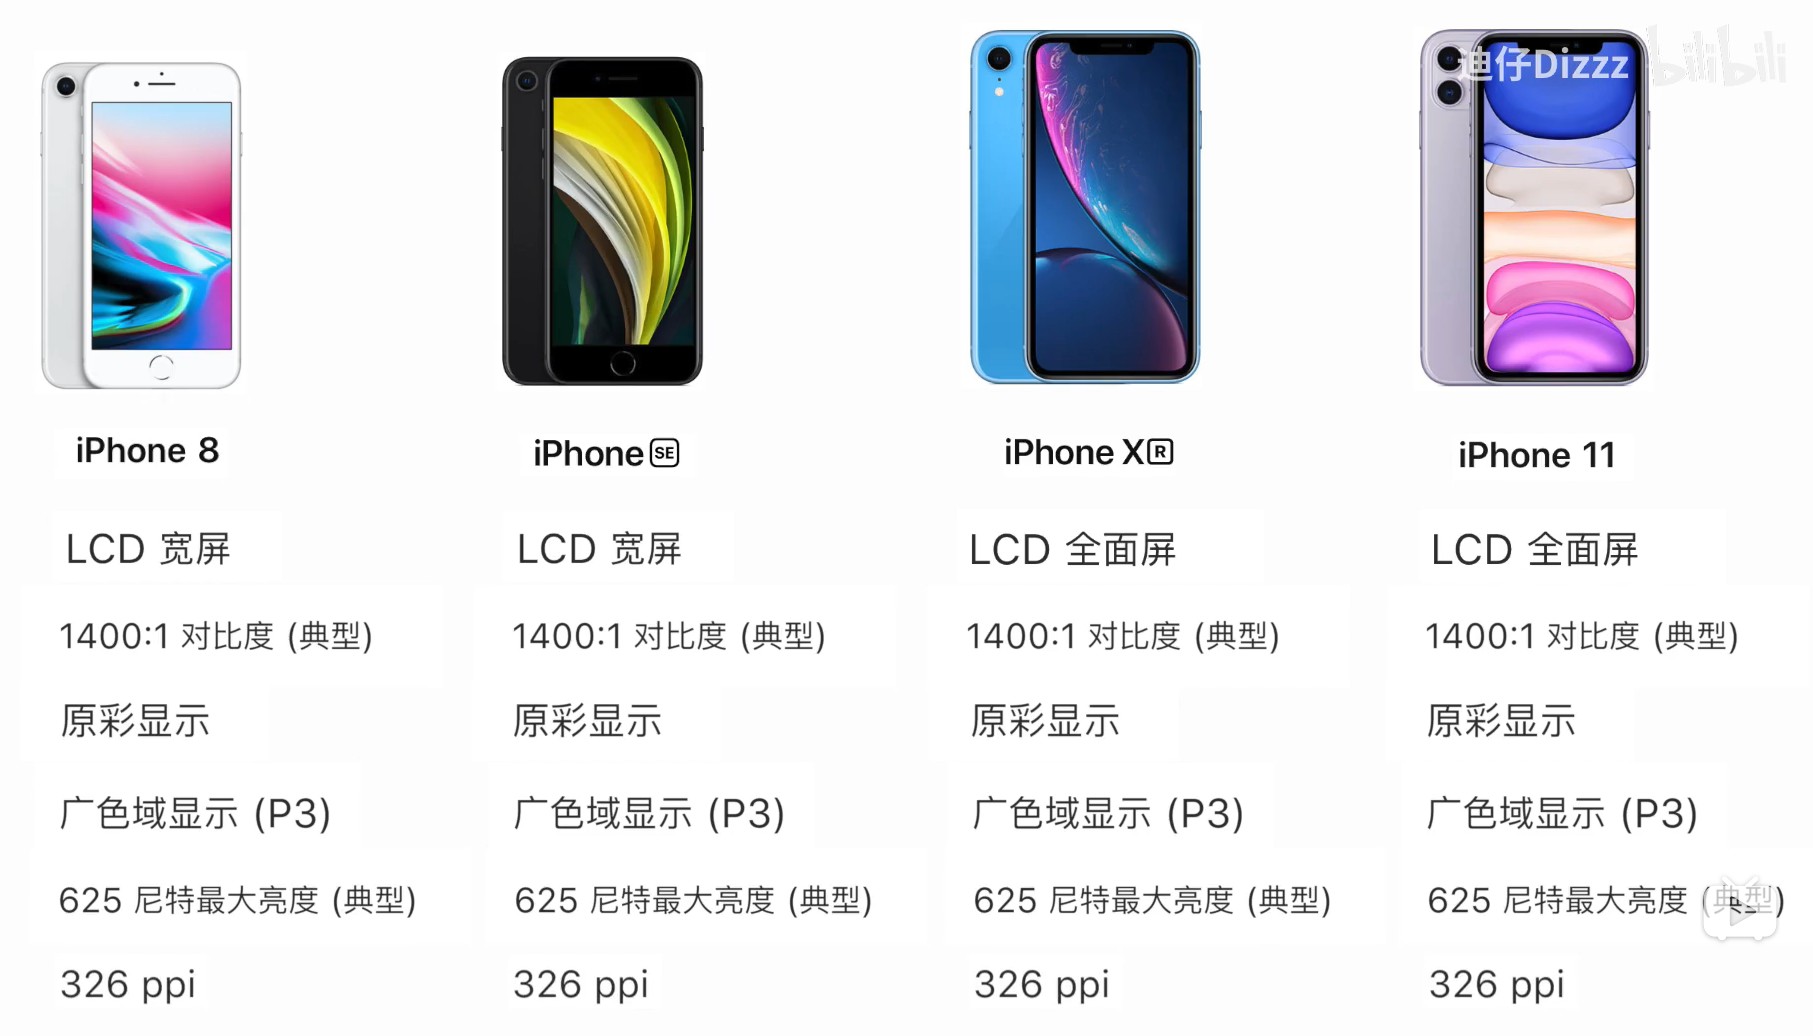 迪仔Dizzz bilibili
iPhone 8
iPhone SE
iPhone XR
iPhone 11
LCD 宽屏
LCD 宽屏
LCD 全面屏
LCD 全面屏
1400:1 对比度 (典型)
1400:1 对比度 (典型)
1400:1 对比度 (典型)
1400:1 对比度 (典型)
原彩显示
原彩显示
原彩显示
原彩显示
广色域显示 (P3)
广色域显示 (P3)
广色域显示 (P3)
广色域显示 (P3)
625 尼特最大亮度 (典型)
625 尼特最大亮度 (典型)
625 尼特最大亮度 (典型)
625 尼特最大亮度 (典型)
326 ppi
326 ppi
326 ppi
326 ppi